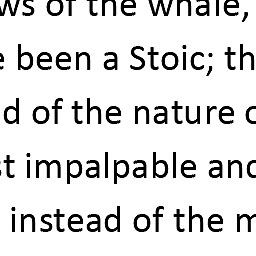 ws of the whale,
been a Stoic; th
d of the nature
st impalpable and
instead of the m